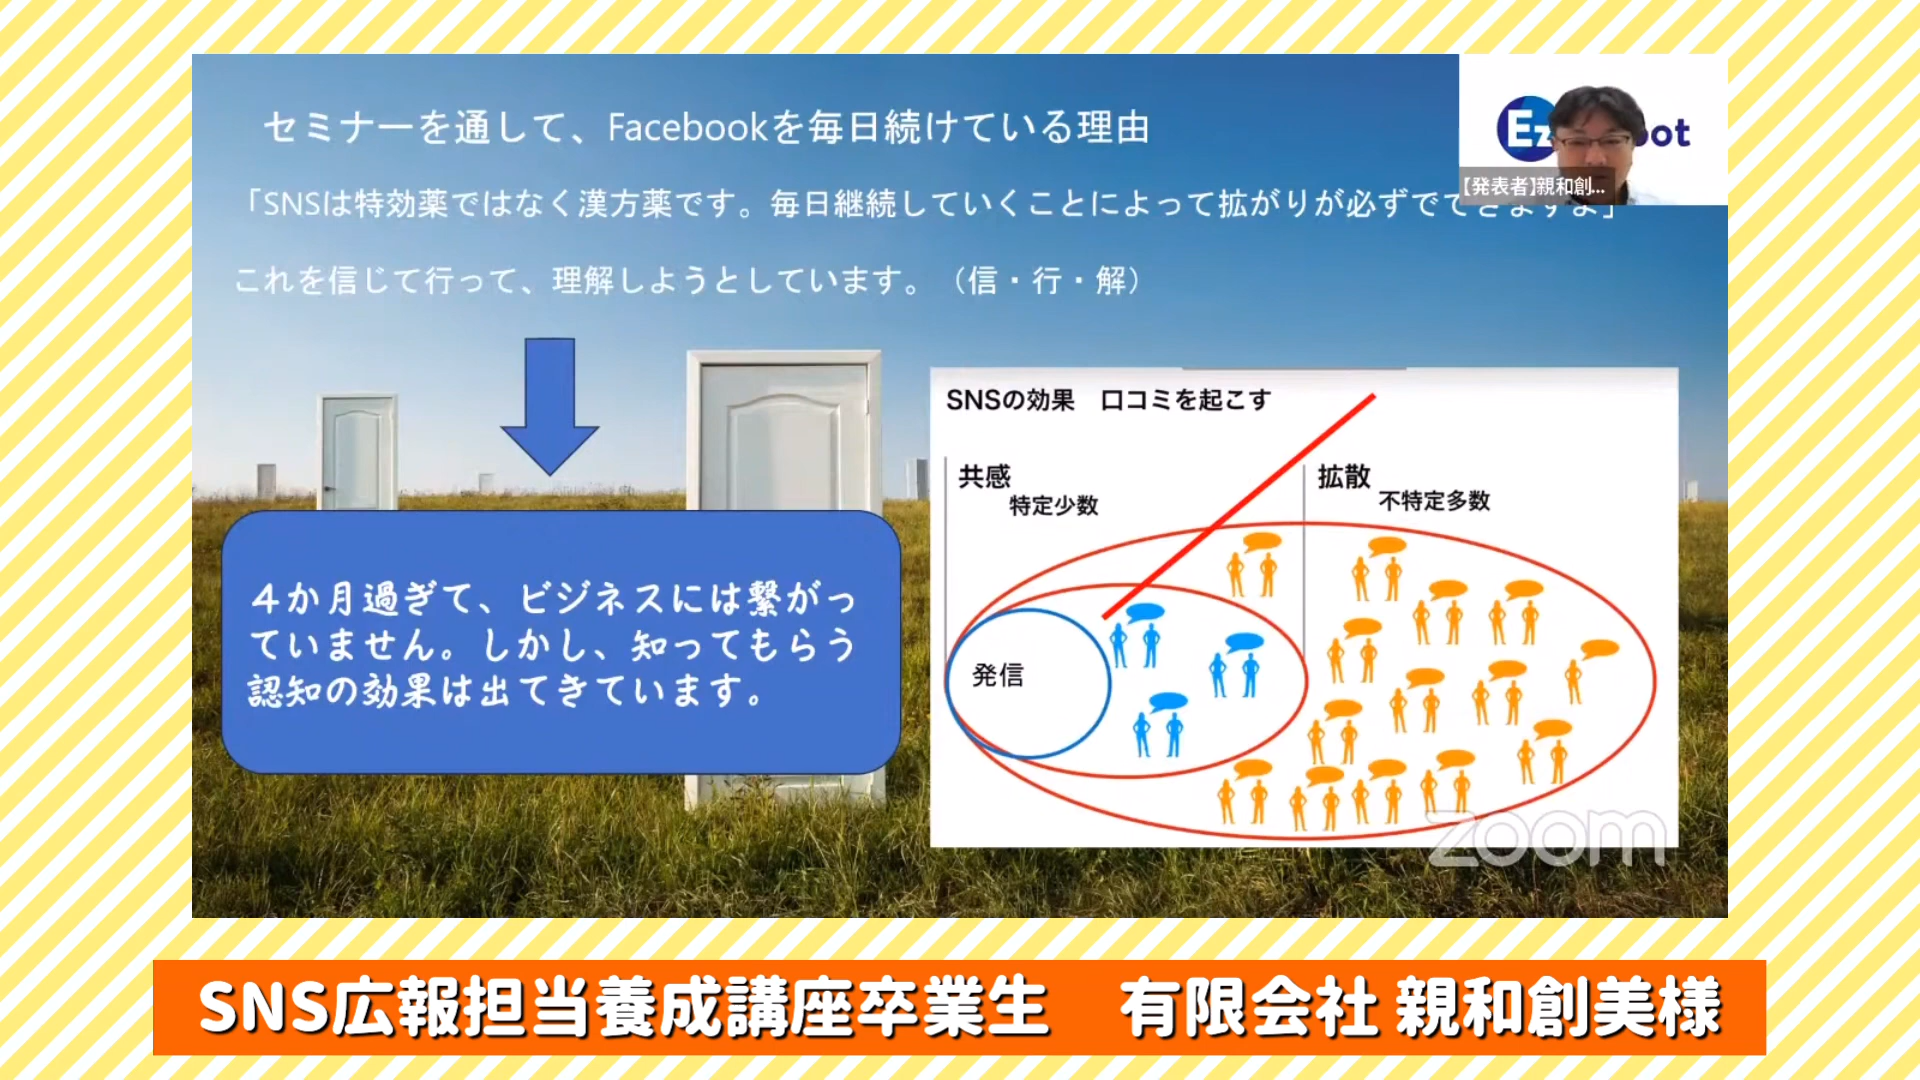 セミナーを通して、Facebookを毎日続けている理由
「SNSは特効薬ではなく漢方薬です。毎日継続していくことによって拡がりが必ずでてきますよ」
これを信じて行って、理解しようとしています。（信・行・解）
Ez
bot
【発表者】親和創...
４か月過ぎて、ビジネスには繋がっ
ていません。しかし、知ってもらう
認知の効果は出てきています。
SNSの効果　口コミを起こす
共感
特定少数
拡散
不特定多数
発信
zoom
SNS広報担当養成講座卒業生　有限会社 親和創美様